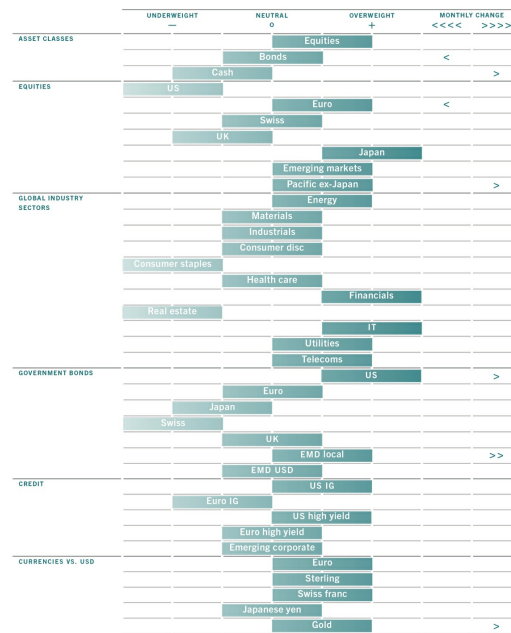 UNDERWEIGHT NEUTRAL OVERWEIGHT MONTHLY CHANGE
— o + <<<< >>>>
ASSET CLASSES Equities
Bonds <
Cash >
EQUITIES US
Euro <
Swiss
UK
Japan
Emerging markets
Pacific ex-Japan >
GLOBAL INDUSTRY SECTORS Energy
Materials
Industrials
Consumer disc
Consumer staples
Health care
Financials
Real estate
IT
Utilities
Telecoms
GOVERNMENT BONDS US >
Euro
Japan
Swiss
UK
EMD local >>
EMD USD
CREDIT US IG
Euro IG
US high yield
Euro high yield
Emerging corporate
CURRENCIES VS. USD Euro
Sterling
Swiss franc
Japanese yen
Gold >